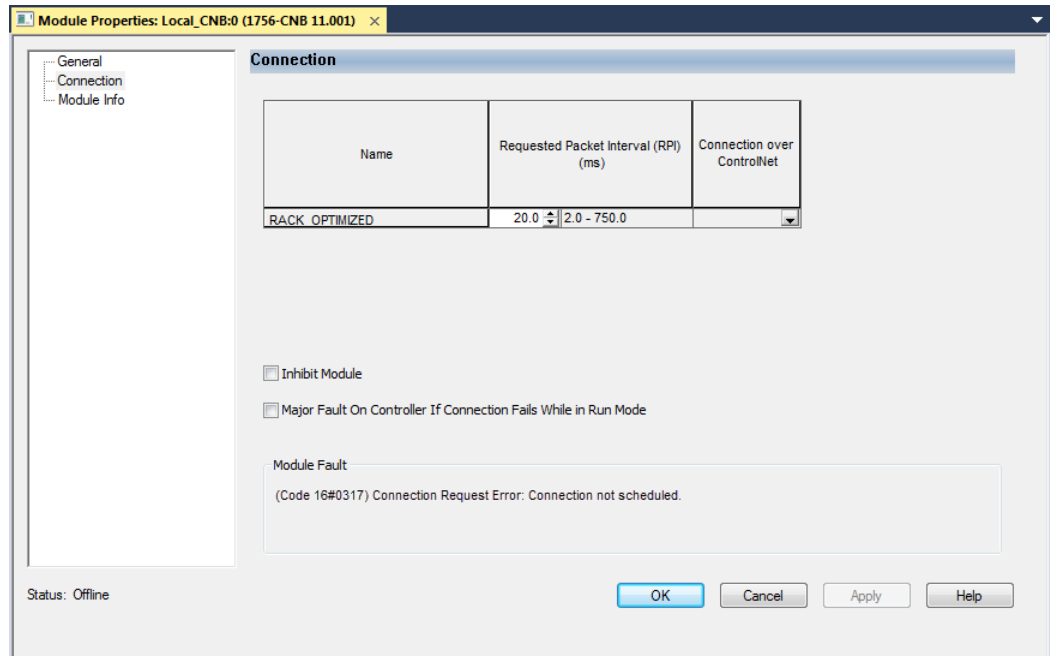 Module Properties: Local_CNB:0 (1756-CNB 11.001)
General
Connection
Module Info
Connection
Name
Requested Packet Interval (RPI)
(ms)
Connection over
ControlNet
RACK_OPTIMIZED
20.0
2.0 - 750.0
Inhibit Module
Major Fault On Controller If Connection Fails While in Run Mode
Module Fault
(Code 16#0317) Connection Request Error: Connection not scheduled.
Status: Offline
OK
Cancel
Apply
Help